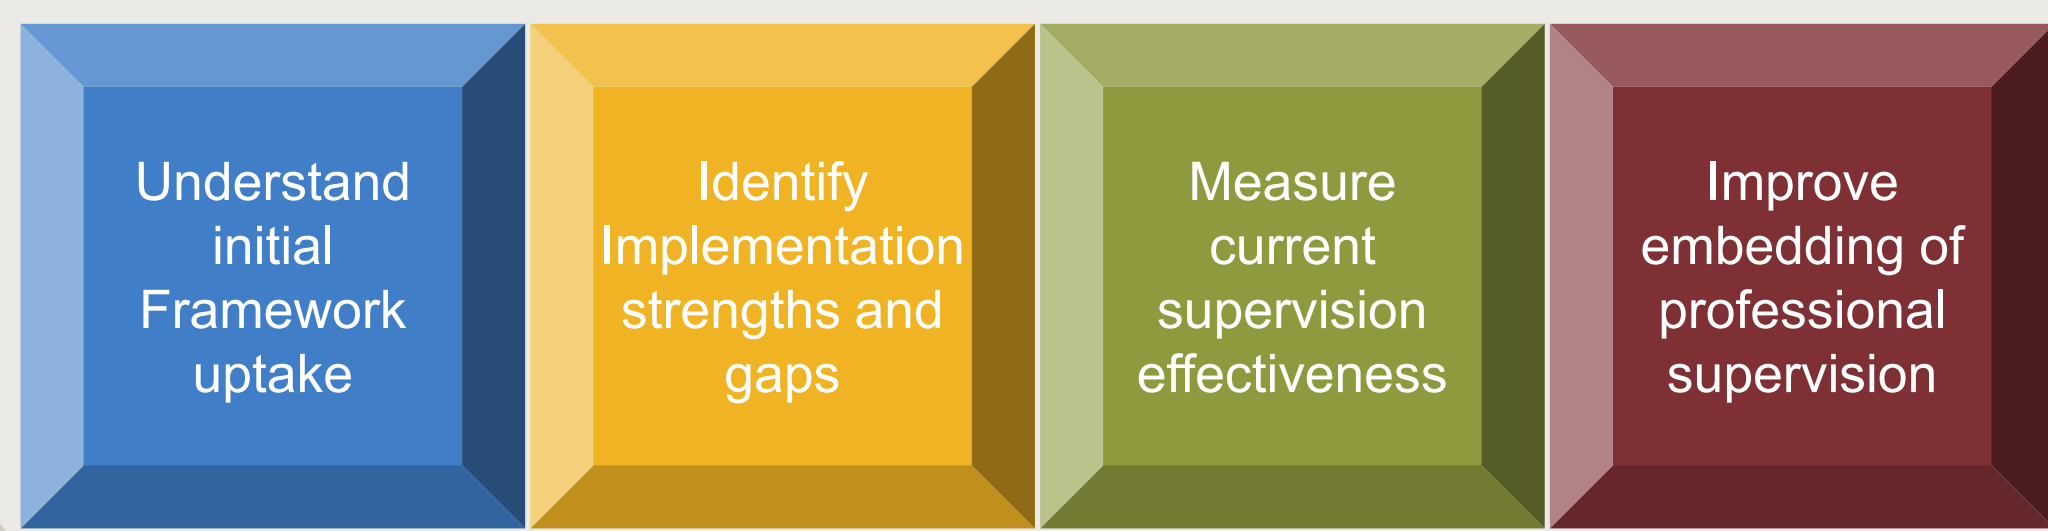 Understand
initial
Framework
uptake
Identify
Implementation
strengths and
gaps
Measure
current
supervision
effectiveness
Improve
embedding of
professional
supervision